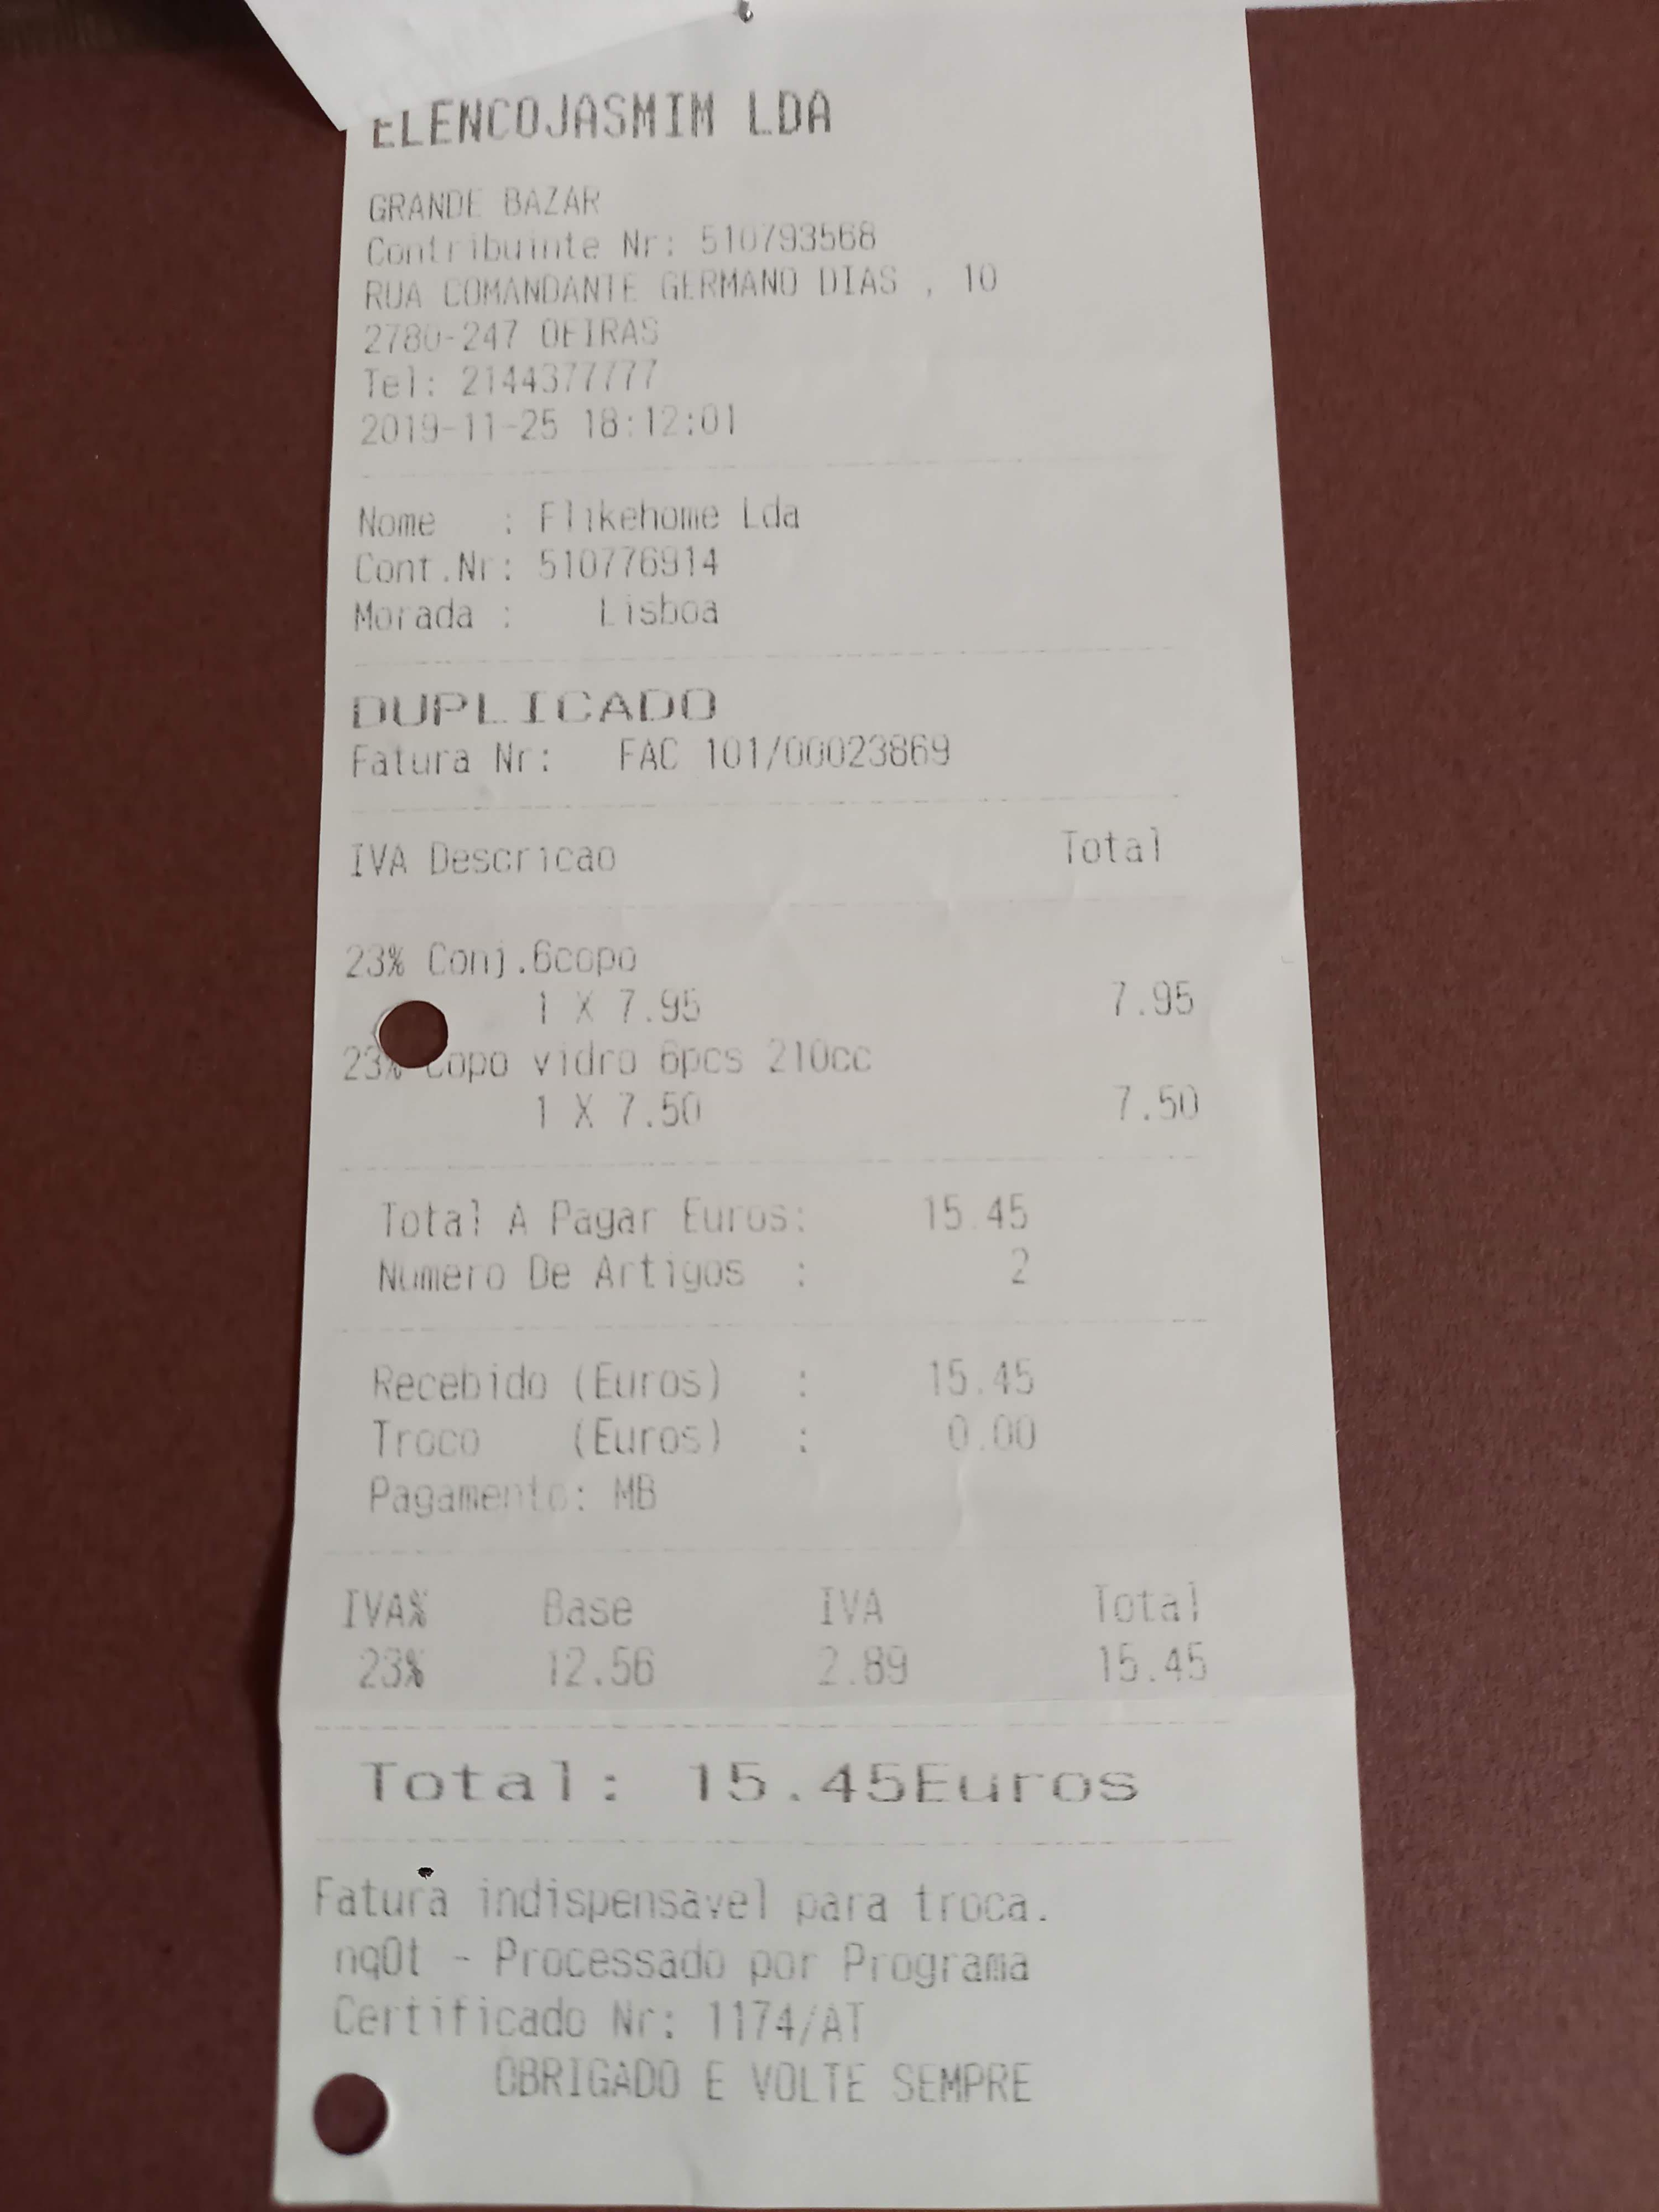 ELENCOJASMIM LDA
GRANDE BAZAR
Contribuinte Nr: 510793568
RUA COMANDANTE GERMANO DIAS , 10
2780-247 OEIRAS
Tel: 2144377777
2019-11-25 18:12:01
Nome : Flikehome Lda
Cont.Nr: 510776914
Morada : Lisboa
DUPLICADO
Fatura Nr: FAC 101/00023869
IVA Descricao Total
23% Conj.6copo
1 X 7.95 7.95
23% Copo vidro 6pcs 210cc
1 X 7.50 7.50
Total A Pagar Euros: 15.45
Numero De Artigos : 2
Recebido (Euros) : 15.45
Troco (Euros) : 0.00
Pagamento: MB
IVA% Base IVA Total
23% 12.56 2.89 15.45
Total: 15.45Euros
Fatura indispensavel para troca.
nqOt - Processado por Programa
Certificado Nr: 1174/AT
OBRIGADO E VOLTE SEMPRE